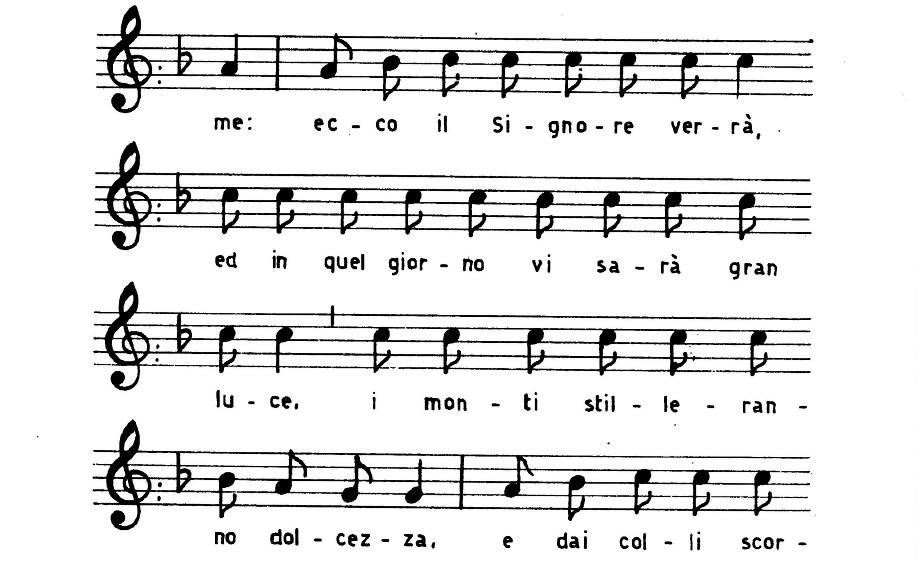 me: ec - co il Si - gno - re ver - rà,
ed in quel gior - no vi sa - rà gran
lu - ce, i mon - ti stil - le - ran -
no dol - cez - za, e dai col - li scor -